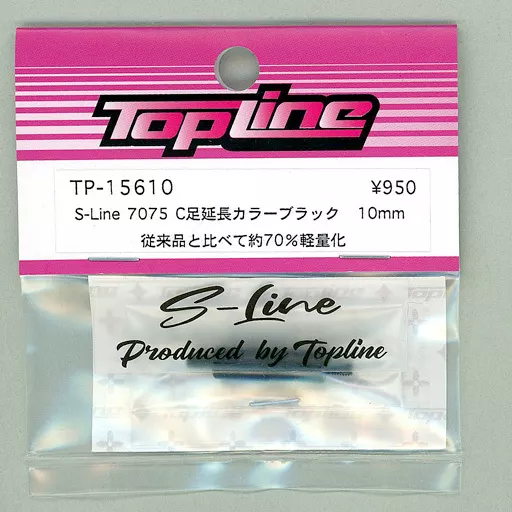 TopLine
TP-15610 ¥950
S-Line 7075 C足延長カラーブラック 10mm
従来品と比べて約70%軽量化
S-Line
Produced by Topline